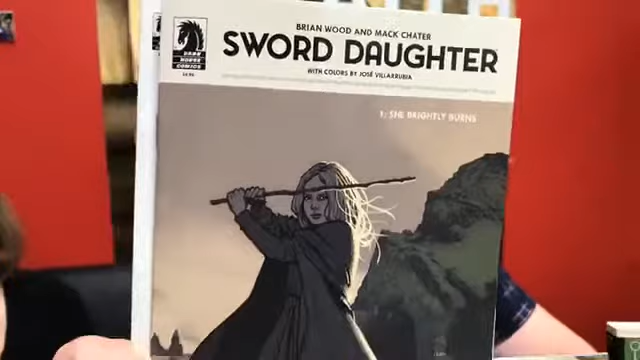 BRIAN WOOD AND MACK CHATER
SWORD DAUGHTER
WITH COLORS BY JOSÉ VILLARRUBIA
DARK
HORSE
COMICS
1: SHE BRIGHTLY BURNS